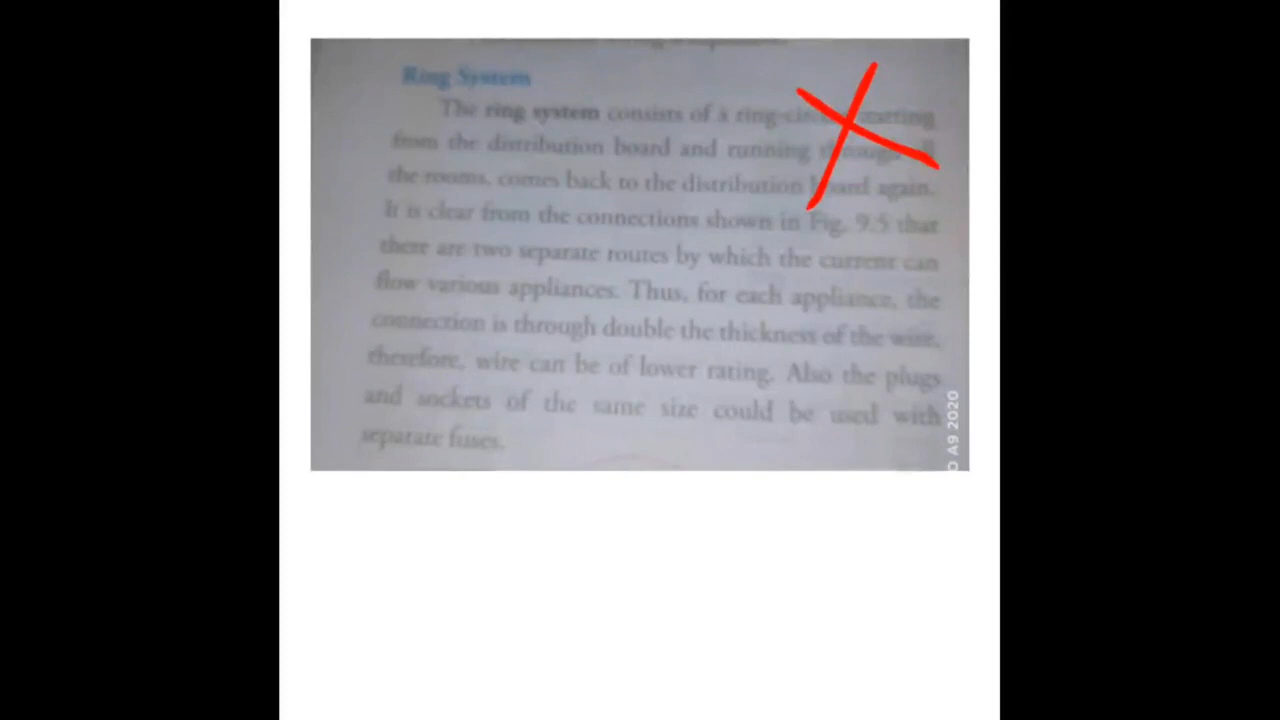 Ring System
The ring system consists of a ring-circuit starting
from the distribution board and running through all
the rooms, comes back to the distribution board again.
It is clear from the connections shown in Fig. 9.5 that
there are two separate routes by which the current can
flow various appliances. Thus, for each appliance, the
connection is through double the thickness of the wire,
therefore, wire can be of lower rating. Also the plugs
and sockets of the same size could be used with
separate fuses.
A9 2020